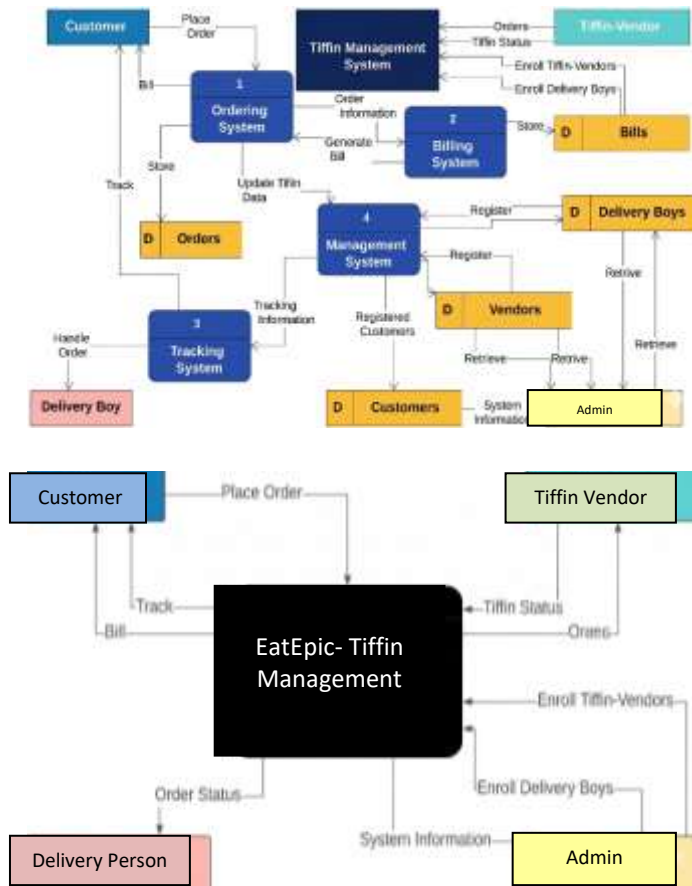 Customer
Place
Order
Tiffin Management
System
Orders
Tiffin Status
Tiffin-Vendor
Enroll Tiffin-Vendors
Enroll Delivery Boys
Bill
1
Ordering
System
Order
Information
Generate
Bill
2
Billing
System
Store
D Bills
Track
Store
Update Tiffin
Data
D Orders
4
Management
System
Register
D Delivery Boys
Register
Retrive
D Vendors
Tracking
Information
Registered
Customers
Handle
Order
3
Tracking
System
Retrieve
Retrive
Retrieve
Delivery Boy
D Customers
System
Information
Admin
Customer
Place Order
Tiffin Vendor
Track
Bill
Tiffin Status
EatEpic- Tiffin
Management
Enroll Tiffin-Vendors
Enroll Delivery Boys
Order Status
System Information
Delivery Person
Admin